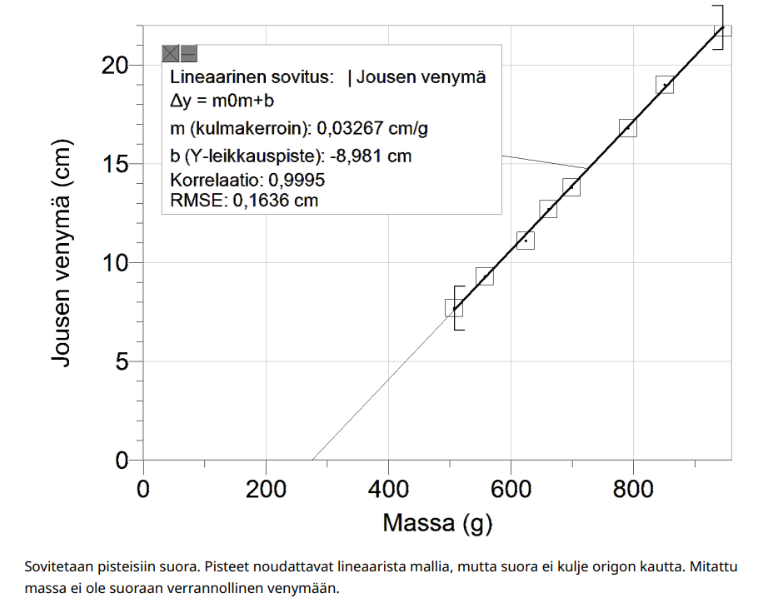 Lineaarinen sovitus: | Jousen venymä
Δy = m0m+b
m (kulmakerroin): 0,03267 cm/g
b (Y-leikkauspiste): -8,981 cm
Korrelaatio: 0,9995
RMSE: 0,1636 cm
Jousen venymä (cm)
20
15
10
5
0
0 200 400 600 800
Massa (g)
Sovitetaan pisteisiin suora. Pisteet noudattavat lineaarista mallia, mutta suora ei kulje origon kautta. Mitattu
massa ei ole suoraan verrannollinen venymään.